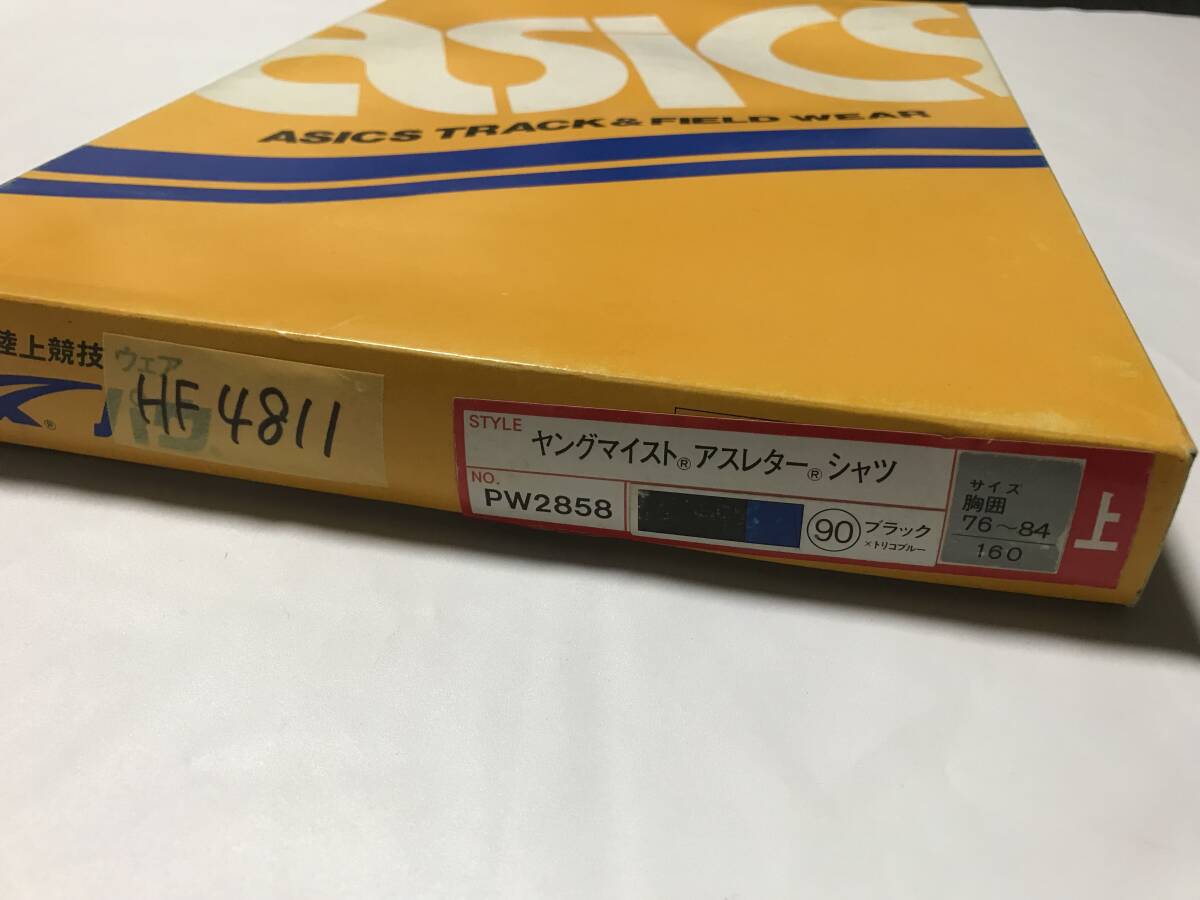 ASICS
ASICS TRACK & FIELD WEAR
陸上競技ウェア
HF4811
STYLE
ヤングマイスト®アスレター®シャツ
NO.
PW2858
90 ブラック
×トリコブルー
サイズ
胸囲
76～84
160
上